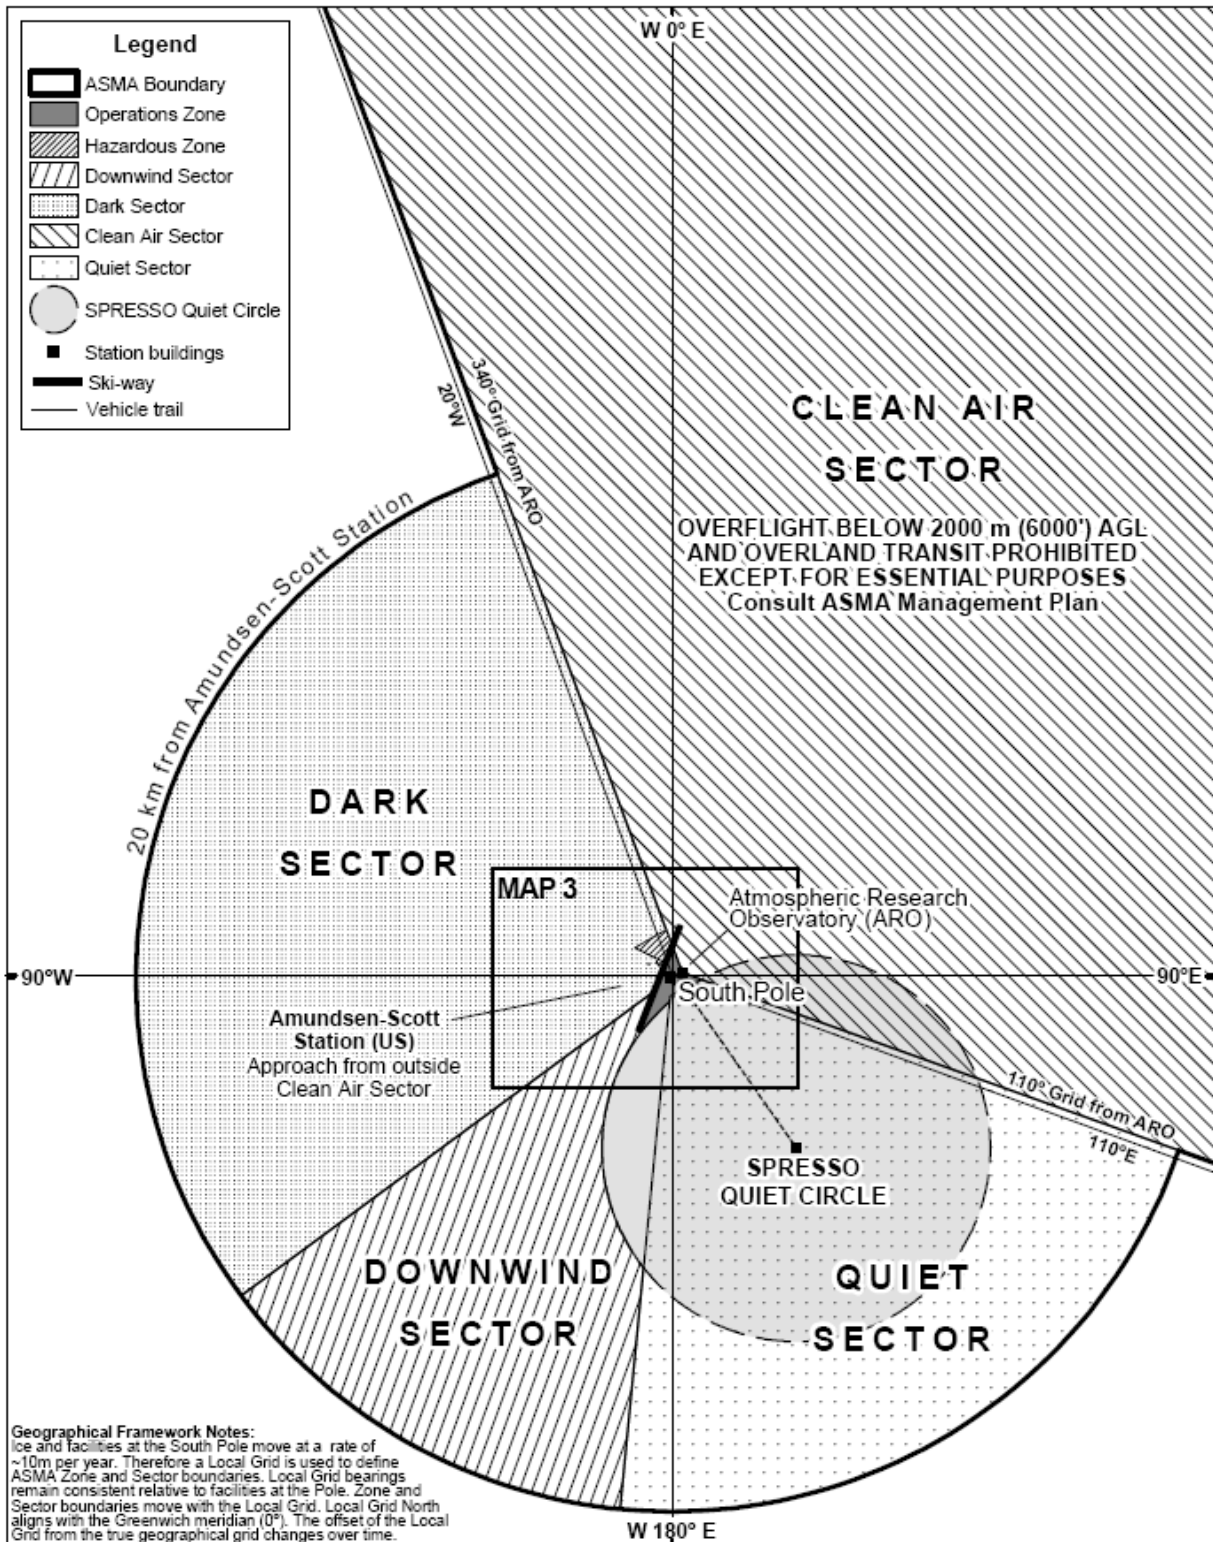 Legend
ASMA Boundary
Operations Zone
Hazardous Zone
Downwind Sector
Dark Sector
Clean Air Sector
Quiet Sector
SPRESSO Quiet Circle
Station buildings
Ski-way
Vehicle trail
W 0° E
340° Grid from ARO
20°W
CLEAN AIR
SECTOR
OVERFLIGHT BELOW 2000 m (6000') AGL
AND OVERLAND TRANSIT PROHIBITED
EXCEPT FOR ESSENTIAL PURPOSES
Consult ASMA Management Plan
20 km from Amundsen-Scott Station
DARK
SECTOR
MAP 3
Atmospheric Research
Observatory (ARO)
90°W
90°E
South Pole
Amundsen-Scott
Station (US)
Approach from outside
Clean Air Sector
110° Grid from ARO
110°E
SPRESSO
QUIET CIRCLE
DOWNWIND
SECTOR
QUIET
SECTOR
Geographical Framework Notes:
Ice and facilities at the South Pole move at a rate of
~10m per year. Therefore a Local Grid is used to define
ASMA Zone and Sector boundaries. Local Grid bearings
remain consistent relative to facilities at the Pole. Zone and
Sector boundaries move with the Local Grid. Local Grid North
aligns with the Greenwich meridian (0°). The offset of the Local
Grid from the true geographical grid changes over time.
W 180° E